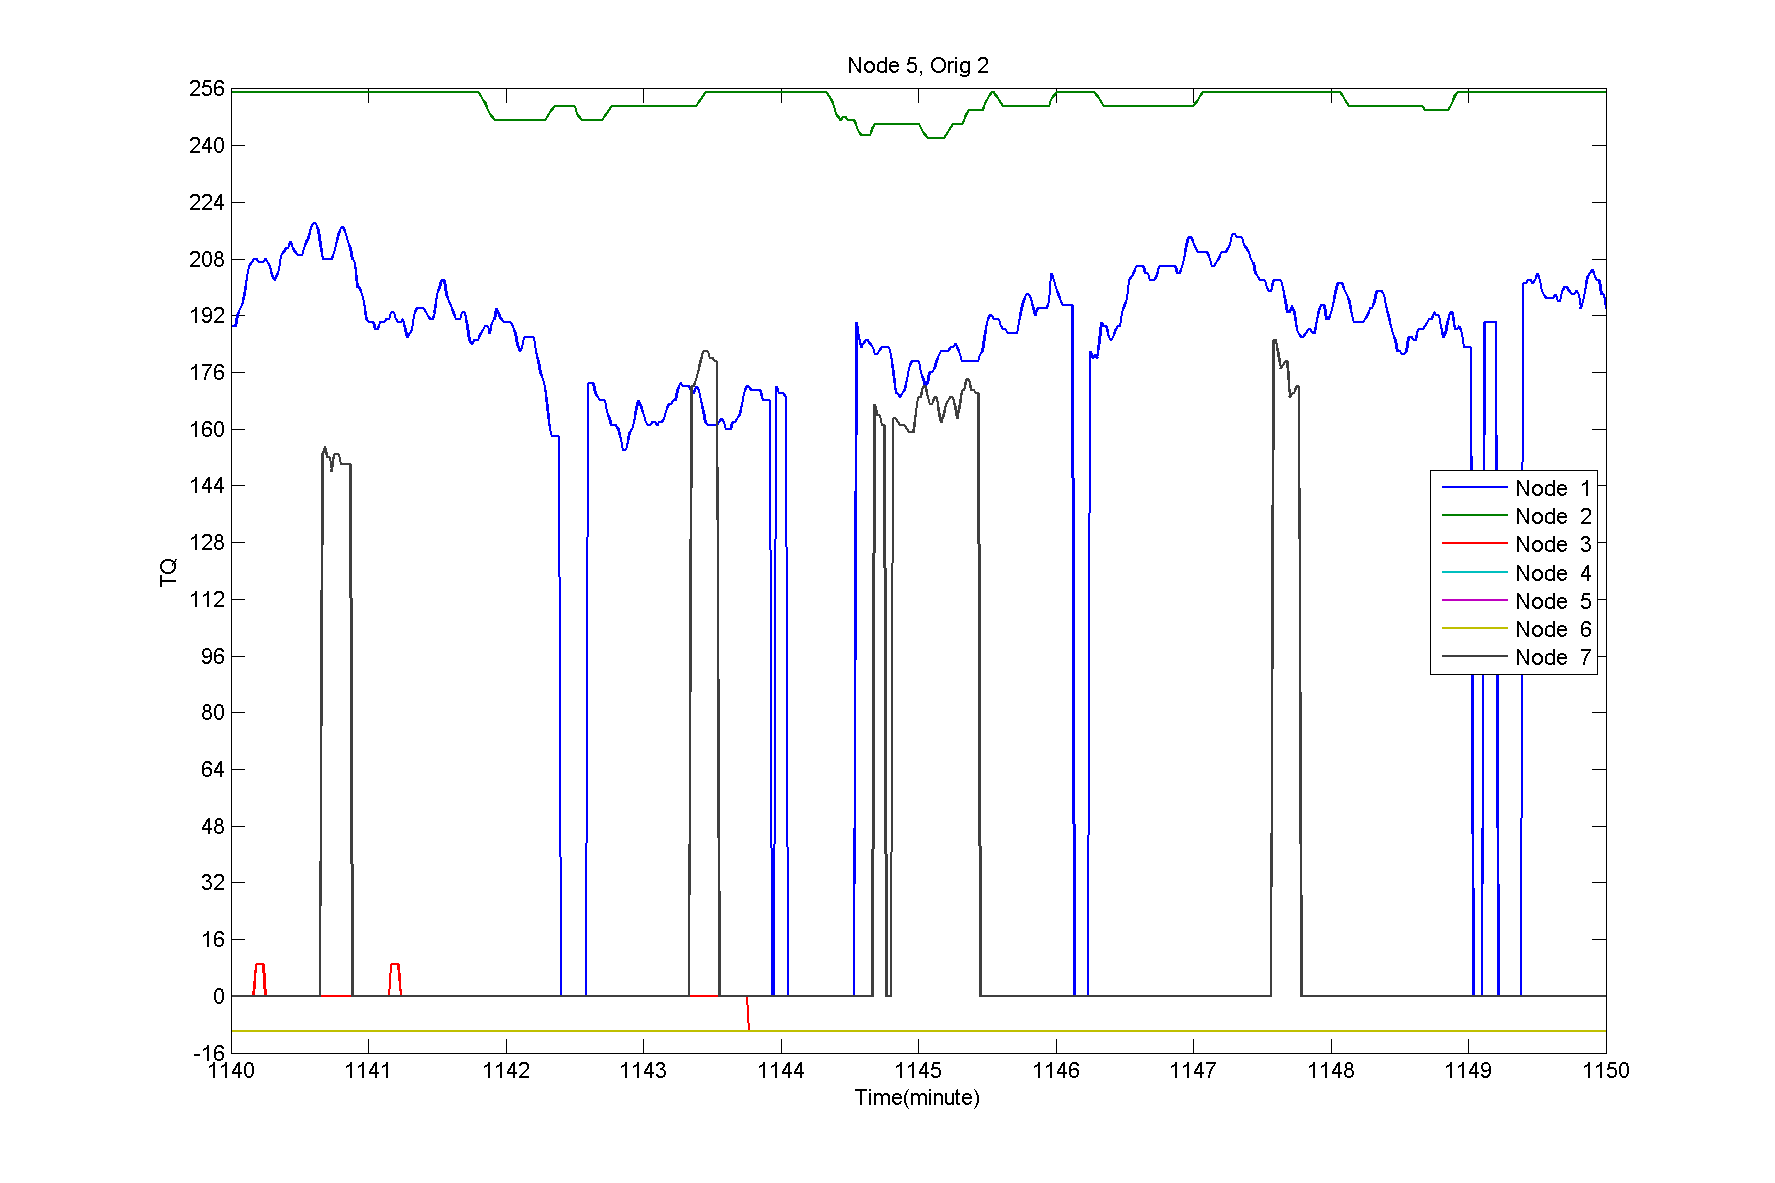 Node 5, Orig 2
256
240
224
208
192
176
160
144
128
112
96
80
64
48
32
16
0
-16
TQ
Node 1
Node 2
Node 3
Node 4
Node 5
Node 6
Node 7
1140 1141 1142 1143 1144 1145 1146 1147 1148 1149 1150
Time(minute)